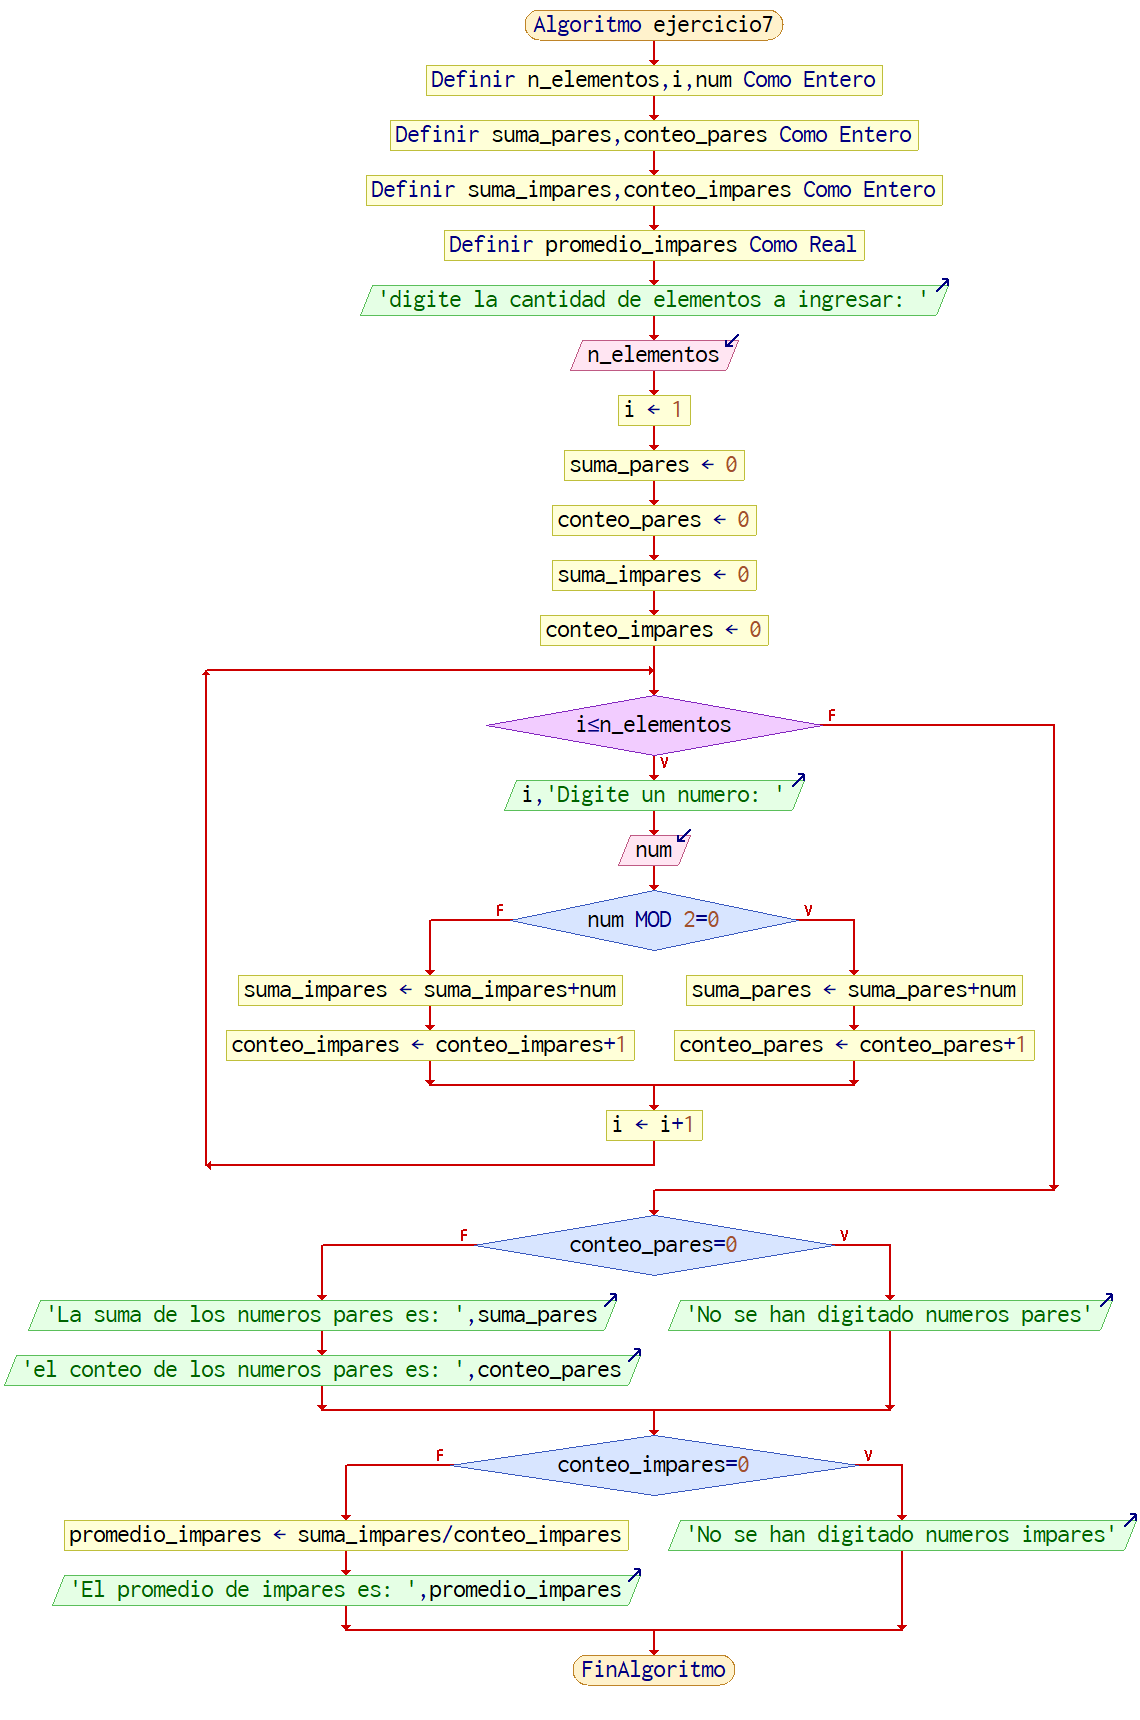 Algoritmo ejercicio7
Definir n_elementos,i,num Como Entero
Definir suma_pares,conteo_pares Como Entero
Definir suma_impares,conteo_impares Como Entero
Definir promedio_impares Como Real
'digite la cantidad de elementos a ingresar: '
n_elementos
i ← 1
suma_pares ← 0
conteo_pares ← 0
suma_impares ← 0
conteo_impares ← 0
i≤n_elementos
F
V
i,'Digite un numero: '
num
num MOD 2=0
F
V
suma_impares ← suma_impares+num
conteo_impares ← conteo_impares+1
suma_pares ← suma_pares+num
conteo_pares ← conteo_pares+1
i ← i+1
conteo_pares=0
F
V
'La suma de los numeros pares es: ',suma_pares
'el conteo de los numeros pares es: ',conteo_pares
'No se han digitado numeros pares'
conteo_impares=0
F
V
promedio_impares ← suma_impares/conteo_impares
'El promedio de impares es: ',promedio_impares
'No se han digitado numeros impares'
FinAlgoritmo